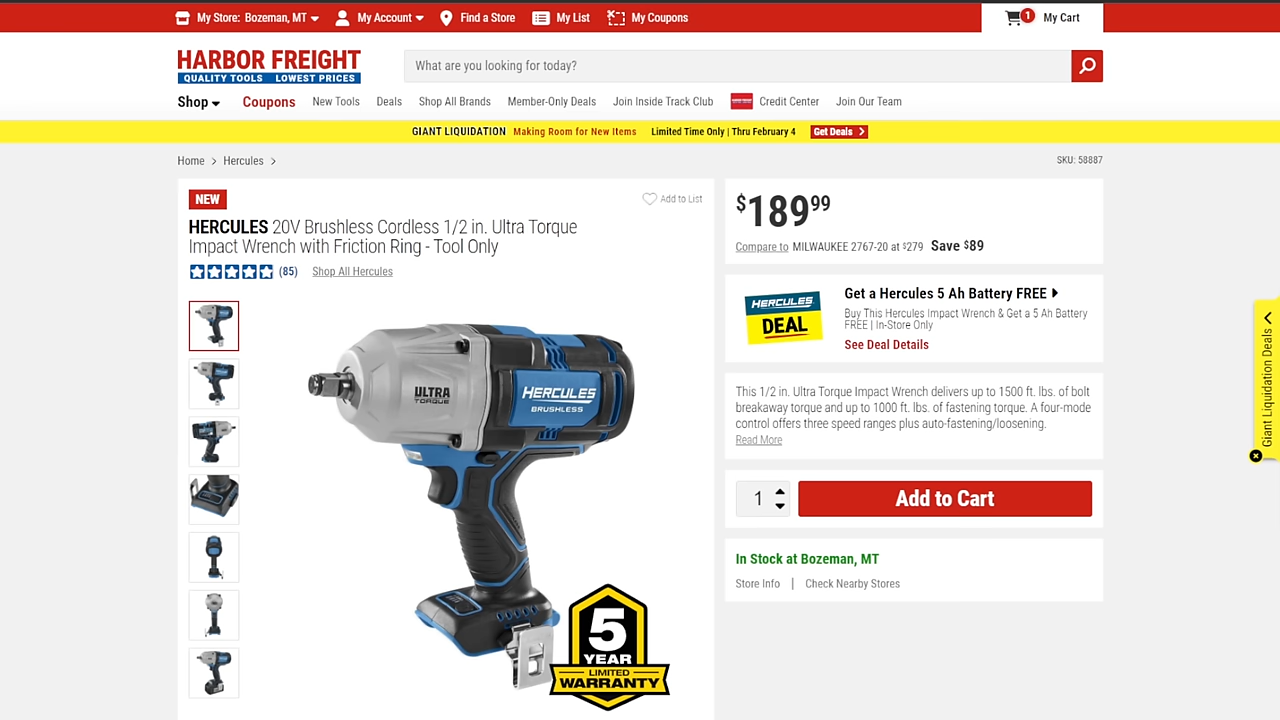 My Store: Bozeman, MT
My Account
Find a Store
My List
My Coupons
1
My Cart
HARBOR FREIGHT
QUALITY TOOLS LOWEST PRICES
What are you looking for today?
Shop
Coupons
New Tools
Deals
Shop All Brands
Member-Only Deals
Join Inside Track Club
Credit Center
Join Our Team
GIANT LIQUIDATION Making Room for New Items Limited Time Only | Thru February 4 Get Deals
Home > Hercules >
SKU: 58887
NEW
Add to List
HERCULES 20V Brushless Cordless 1/2 in. Ultra Torque
Impact Wrench with Friction Ring - Tool Only
(85)
Shop All Hercules
ULTRA
TORQUE
HERCULES
BRUSHLESS
5
YEAR
LIMITED
WARRANTY
$189 99
Compare to MILWAUKEE 2767-20 at $279 Save $89
HERCULES
DEAL
Get a Hercules 5 Ah Battery FREE
Buy This Hercules Impact Wrench & Get a 5 Ah Battery
FREE | In-Store Only
See Deal Details
This 1/2 in. Ultra Torque Impact Wrench delivers up to 1500 ft. lbs. of bolt
breakaway torque and up to 1000 ft. lbs. of fastening torque. A four-mode
control offers three speed ranges plus auto-fastening/loosening.
Read More
1
Add to Cart
In Stock at Bozeman, MT
Store Info | Check Nearby Stores
Giant Liquidation Deals